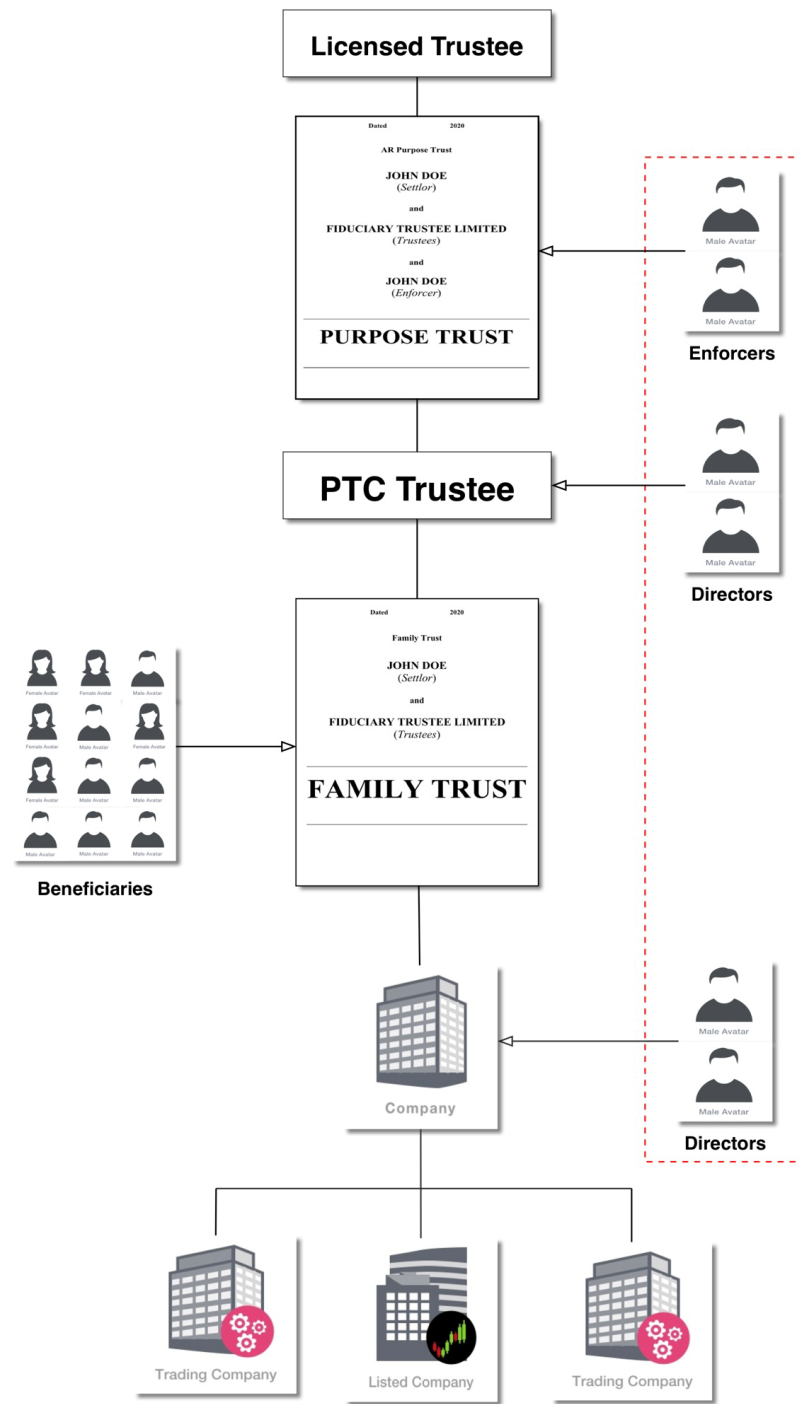 Licensed Trustee
Dated 2020
AR Purpose Trust
JOHN DOE
(Settlor)
and
FIDUCIARY TRUSTEE LIMITED
(Trustees)
and
JOHN DOE
(Enforcer)
PURPOSE TRUST
Male Avatar
Male Avatar
Enforcers
PTC Trustee
Male Avatar
Male Avatar
Directors
Dated 2020
Family Trust
JOHN DOE
(Settlor)
and
FIDUCIARY TRUSTEE LIMITED
(Trustees)
FAMILY TRUST
Female Avatar Female Avatar Male Avatar
Female Avatar Male Avatar Female Avatar
Female Avatar Male Avatar Male Avatar
Male Avatar Male Avatar Male Avatar
Beneficiaries
Company
Male Avatar
Male Avatar
Directors
Trading Company
Listed Company
Trading Company